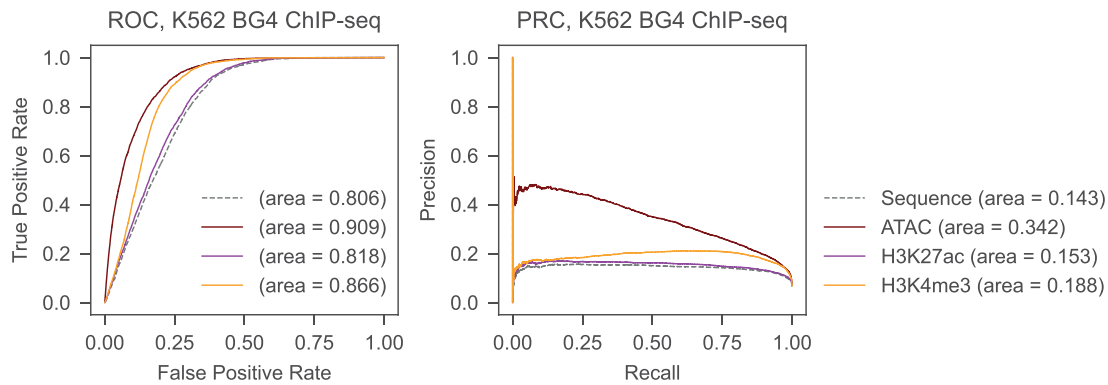 ROC, K562 BG4 ChIP-seq
True Positive Rate
1.0
0.8
0.6
0.4
0.2
0.0
(area = 0.806)
(area = 0.909)
(area = 0.818)
(area = 0.866)
0.00 0.25 0.50 0.75 1.00
False Positive Rate
PRC, K562 BG4 ChIP-seq
Precision
1.0
0.8
0.6
0.4
0.2
0.0
0.00 0.25 0.50 0.75 1.00
Recall
Sequence (area = 0.143)
ATAC (area = 0.342)
H3K27ac (area = 0.153)
H3K4me3 (area = 0.188)